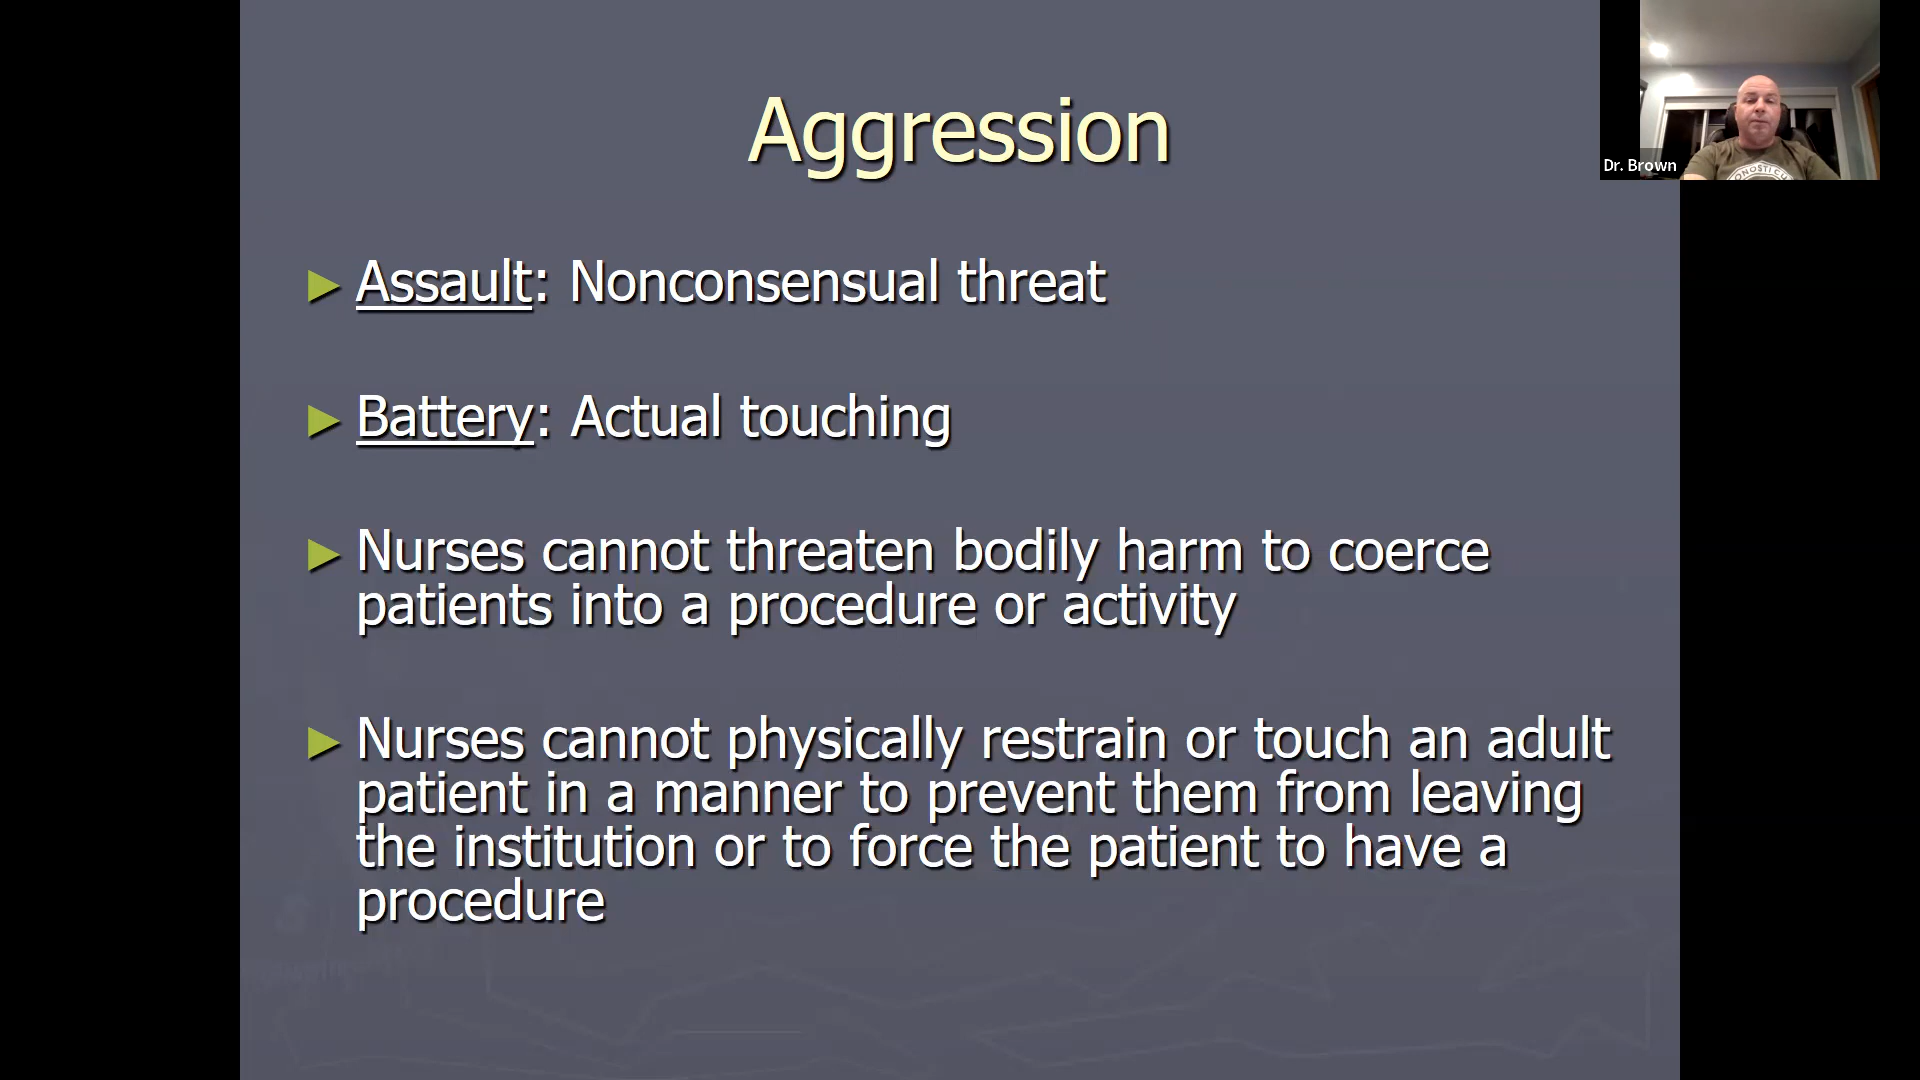 Aggression
Dr. Brown
► Assault: Nonconsensual threat
► Battery: Actual touching
► Nurses cannot threaten bodily harm to coerce
patients into a procedure or activity
► Nurses cannot physically restrain or touch an adult
patient in a manner to prevent them from leaving
the institution or to force the patient to have a
procedure